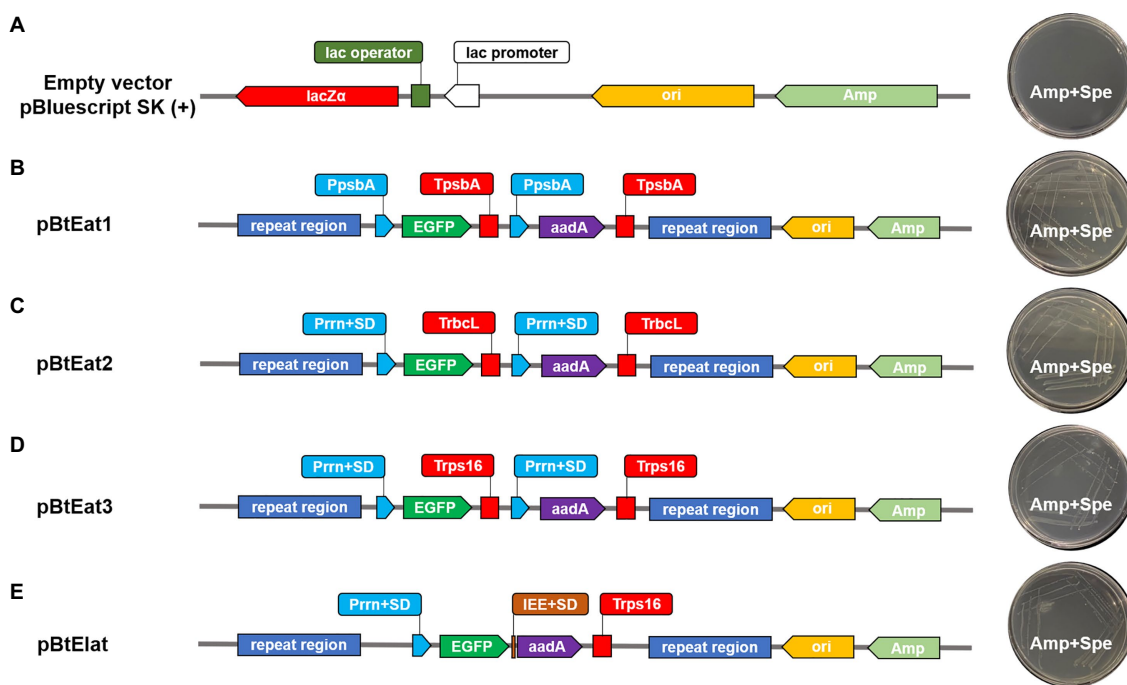 A
lac operator
lac promoter
Empty vector
pBluescript SK (+)
lacZα
ori
Amp
Amp+Spe
B
PpsbA
TpsbA
PpsbA
TpsbA
pBtEat1
repeat region
EGFP
aadA
repeat region
ori
Amp
Amp+Spe
C
Prrn+SD
TrbcL
Prrn+SD
TrbcL
pBtEat2
repeat region
EGFP
aadA
repeat region
ori
Amp
Amp+Spe
D
Prrn+SD
Trps16
Prrn+SD
Trps16
pBtEat3
repeat region
EGFP
aadA
repeat region
ori
Amp
Amp+Spe
E
Prrn+SD
IEE+SD
Trps16
pBtElat
repeat region
EGFP
aadA
repeat region
ori
Amp
Amp+Spe